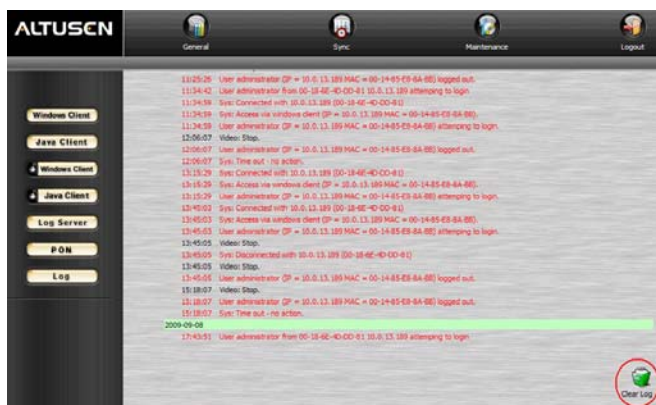 ALTUSEN
General
Sync
Maintenance
Logout
Windows Client
Java Client
Windows Client
Java Client
Log Server
PON
Log
11:25:26 User administrator (IP = 10.0.13.189 MAC = 00-14-85-E8-8A-BB) logged out.
11:34:42 User administrator from 00-18-6E-4D-DD-81 10.0.13.189 attemping to login.
11:34:59 Sys: Connected with 10.0.13.189 (00-18-6E-4D-DD-81)
11:34:59 Sys: Access via windows client (IP = 10.0.13.189 MAC = 00-14-85-E8-8A-BB).
11:34:59 User administrator (IP = 10.0.13.189 MAC = 00-14-85-E8-8A-BB) attemping to login.
12:06:07 Video: Stop.
12:06:07 User administrator (IP = 10.0.13.189 MAC = 00-14-85-E8-8A-BB) logged out.
12:06:07 Sys: Time out - no action.
13:15:29 Sys: Connected with 10.0.13.189 (00-18-6E-4D-DD-81)
13:15:29 Sys: Access via windows client (IP = 10.0.13.189 MAC = 00-14-85-E8-8A-BB).
13:15:29 User administrator (IP = 10.0.13.189 MAC = 00-14-85-E8-8A-BB) attemping to login.
13:45:03 Sys: Connected with 10.0.13.189 (00-18-6E-4D-DD-81)
13:45:03 Sys: Access via windows client (IP = 10.0.13.189 MAC = 00-14-85-E8-8A-BB).
13:45:03 User administrator (IP = 10.0.13.189 MAC = 00-14-85-E8-8A-BB) attemping to login.
13:45:05 Video: Stop.
13:45:05 Sys: Disconnected with 10.0.13.189 (00-18-6E-4D-DD-81)
13:45:05 Video: Stop.
13:45:05 User administrator (IP = 10.0.13.189 MAC = 00-14-85-E8-8A-BB) logged out.
15:18:07 Video: Stop.
15:18:07 User administrator (IP = 10.0.13.189 MAC = 00-14-85-E8-8A-BB) logged out.
15:18:07 Sys: Time out - no action.
2009-09-08
17:43:51 User administrator from 00-18-6E-4D-DD-81 10.0.13.189 attemping to login
Clear Log